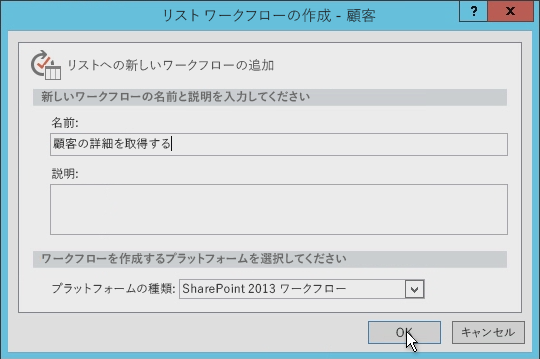 リスト ワークフローの作成 - 顧客
? x
リストへの新しいワークフローの追加
新しいワークフローの名前と説明を入力してください
名前:
顧客の詳細を取得する
説明:
ワークフローを作成するプラットフォームを選択してください
プラットフォームの種類: SharePoint 2013 ワークフロー
OK キャンセル